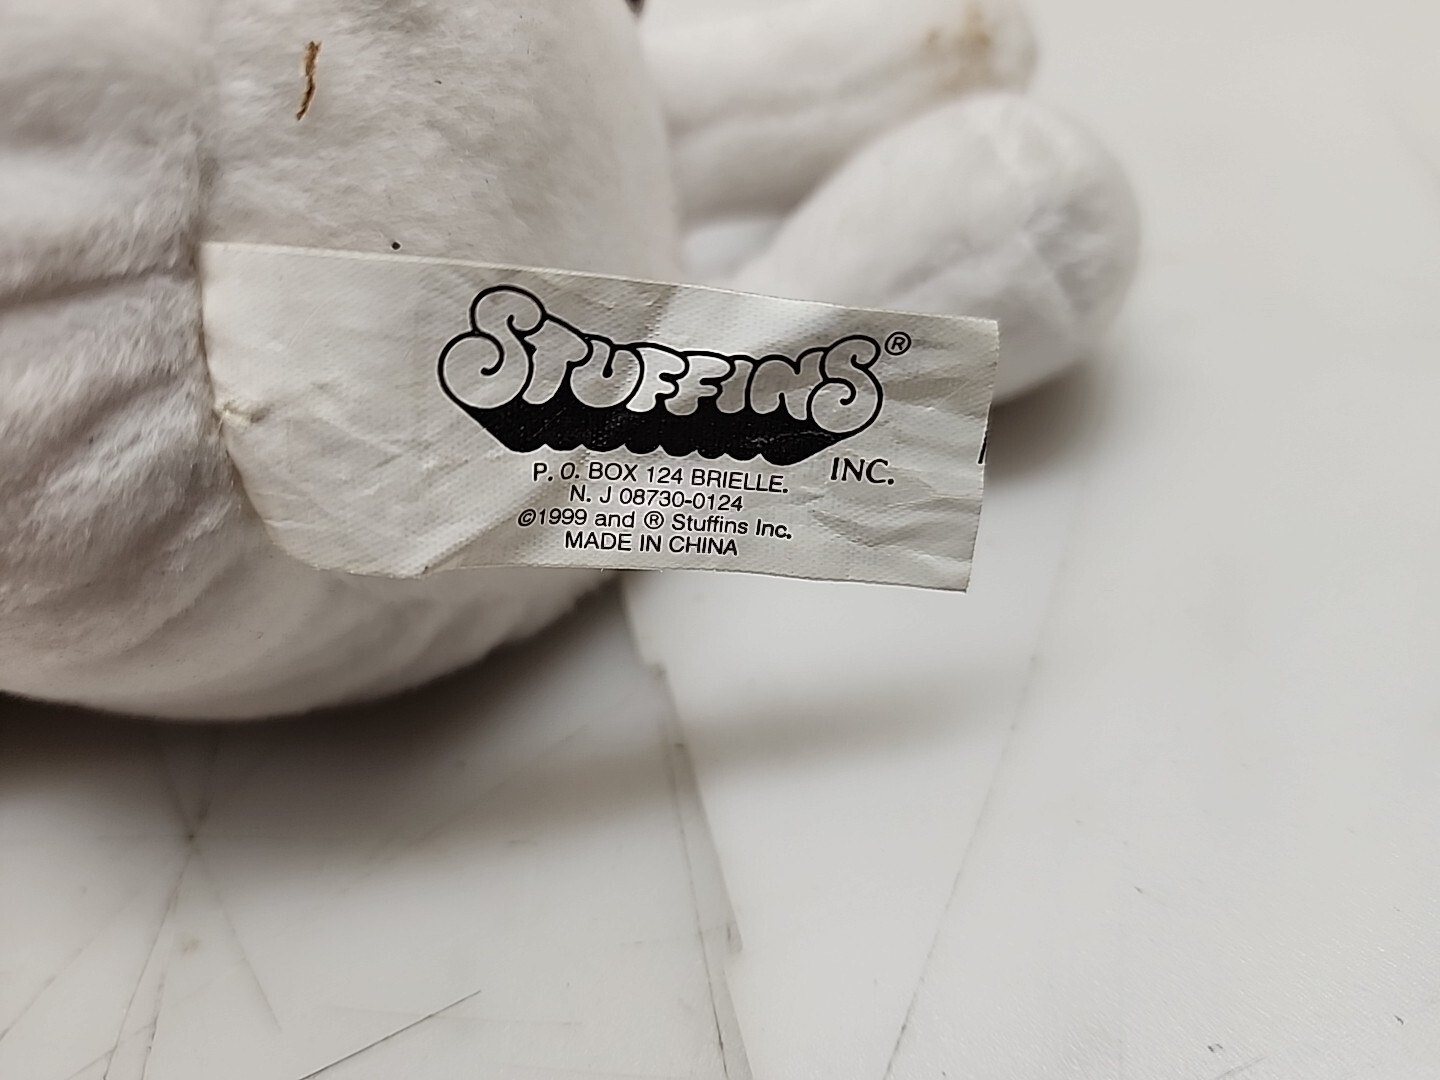 STUFFINS®
INC.
P. O. BOX 124 BRIELLE.
N. J 08730-0124
©1999 and ® Stuffins Inc.
MADE IN CHINA